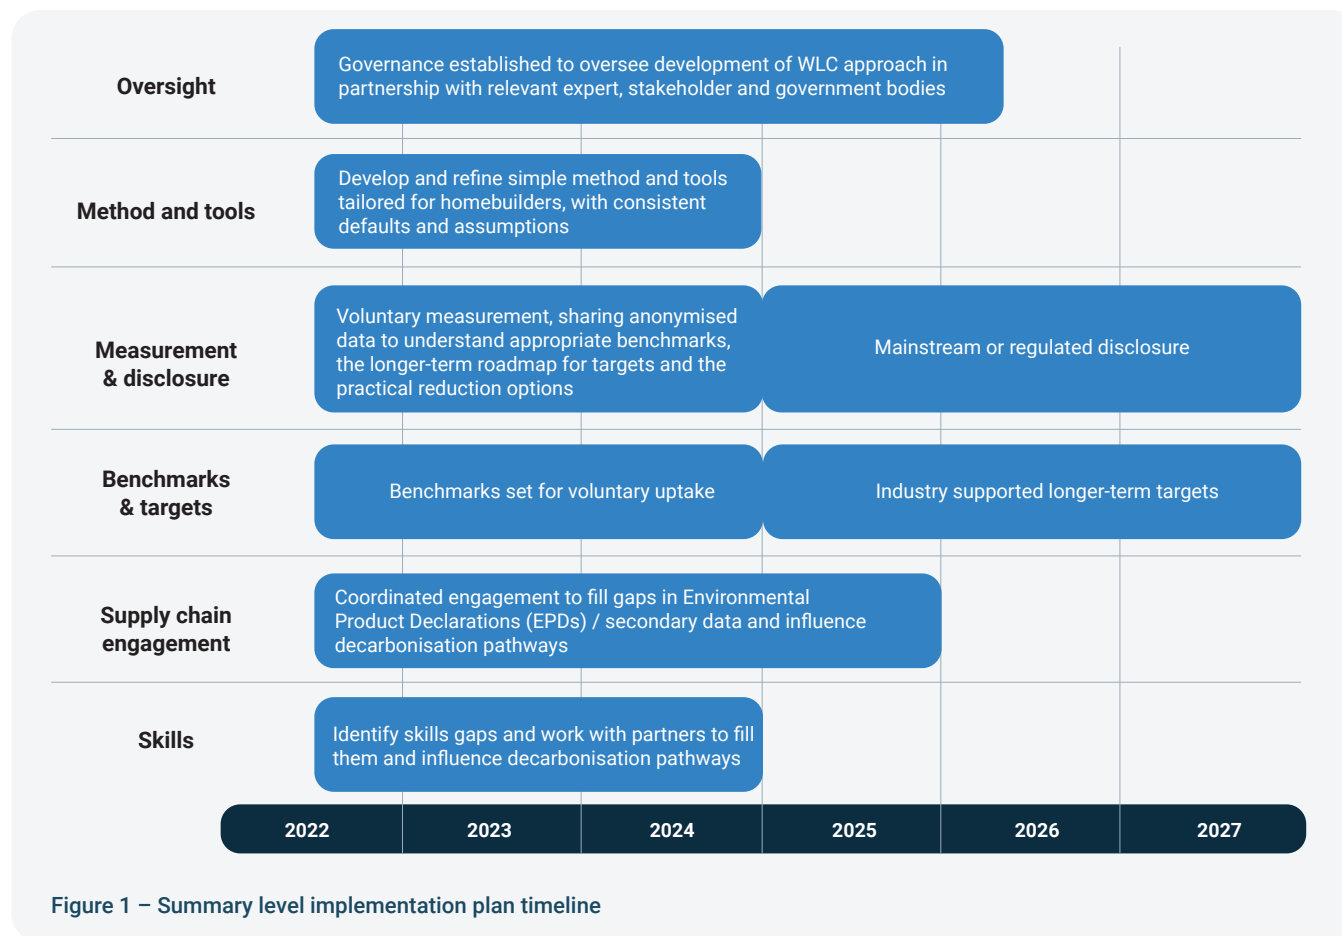 Oversight
Governance established to oversee development of WLC approach in
partnership with relevant expert, stakeholder and government bodies
Method and tools
Develop and refine simple method and tools
tailored for homebuilders, with consistent
defaults and assumptions
Measurement
& disclosure
Voluntary measurement, sharing anonymised
data to understand appropriate benchmarks,
the longer-term roadmap for targets and the
practical reduction options
Mainstream or regulated disclosure
Benchmarks
& targets
Benchmarks set for voluntary uptake
Industry supported longer-term targets
Supply chain
engagement
Coordinated engagement to fill gaps in Environmental
Product Declarations (EPDs) / secondary data and influence
decarbonisation pathways
Skills
Identify skills gaps and work with partners to fill
them and influence decarbonisation pathways
2022 2023 2024 2025 2026 2027
Figure 1 – Summary level implementation plan timeline